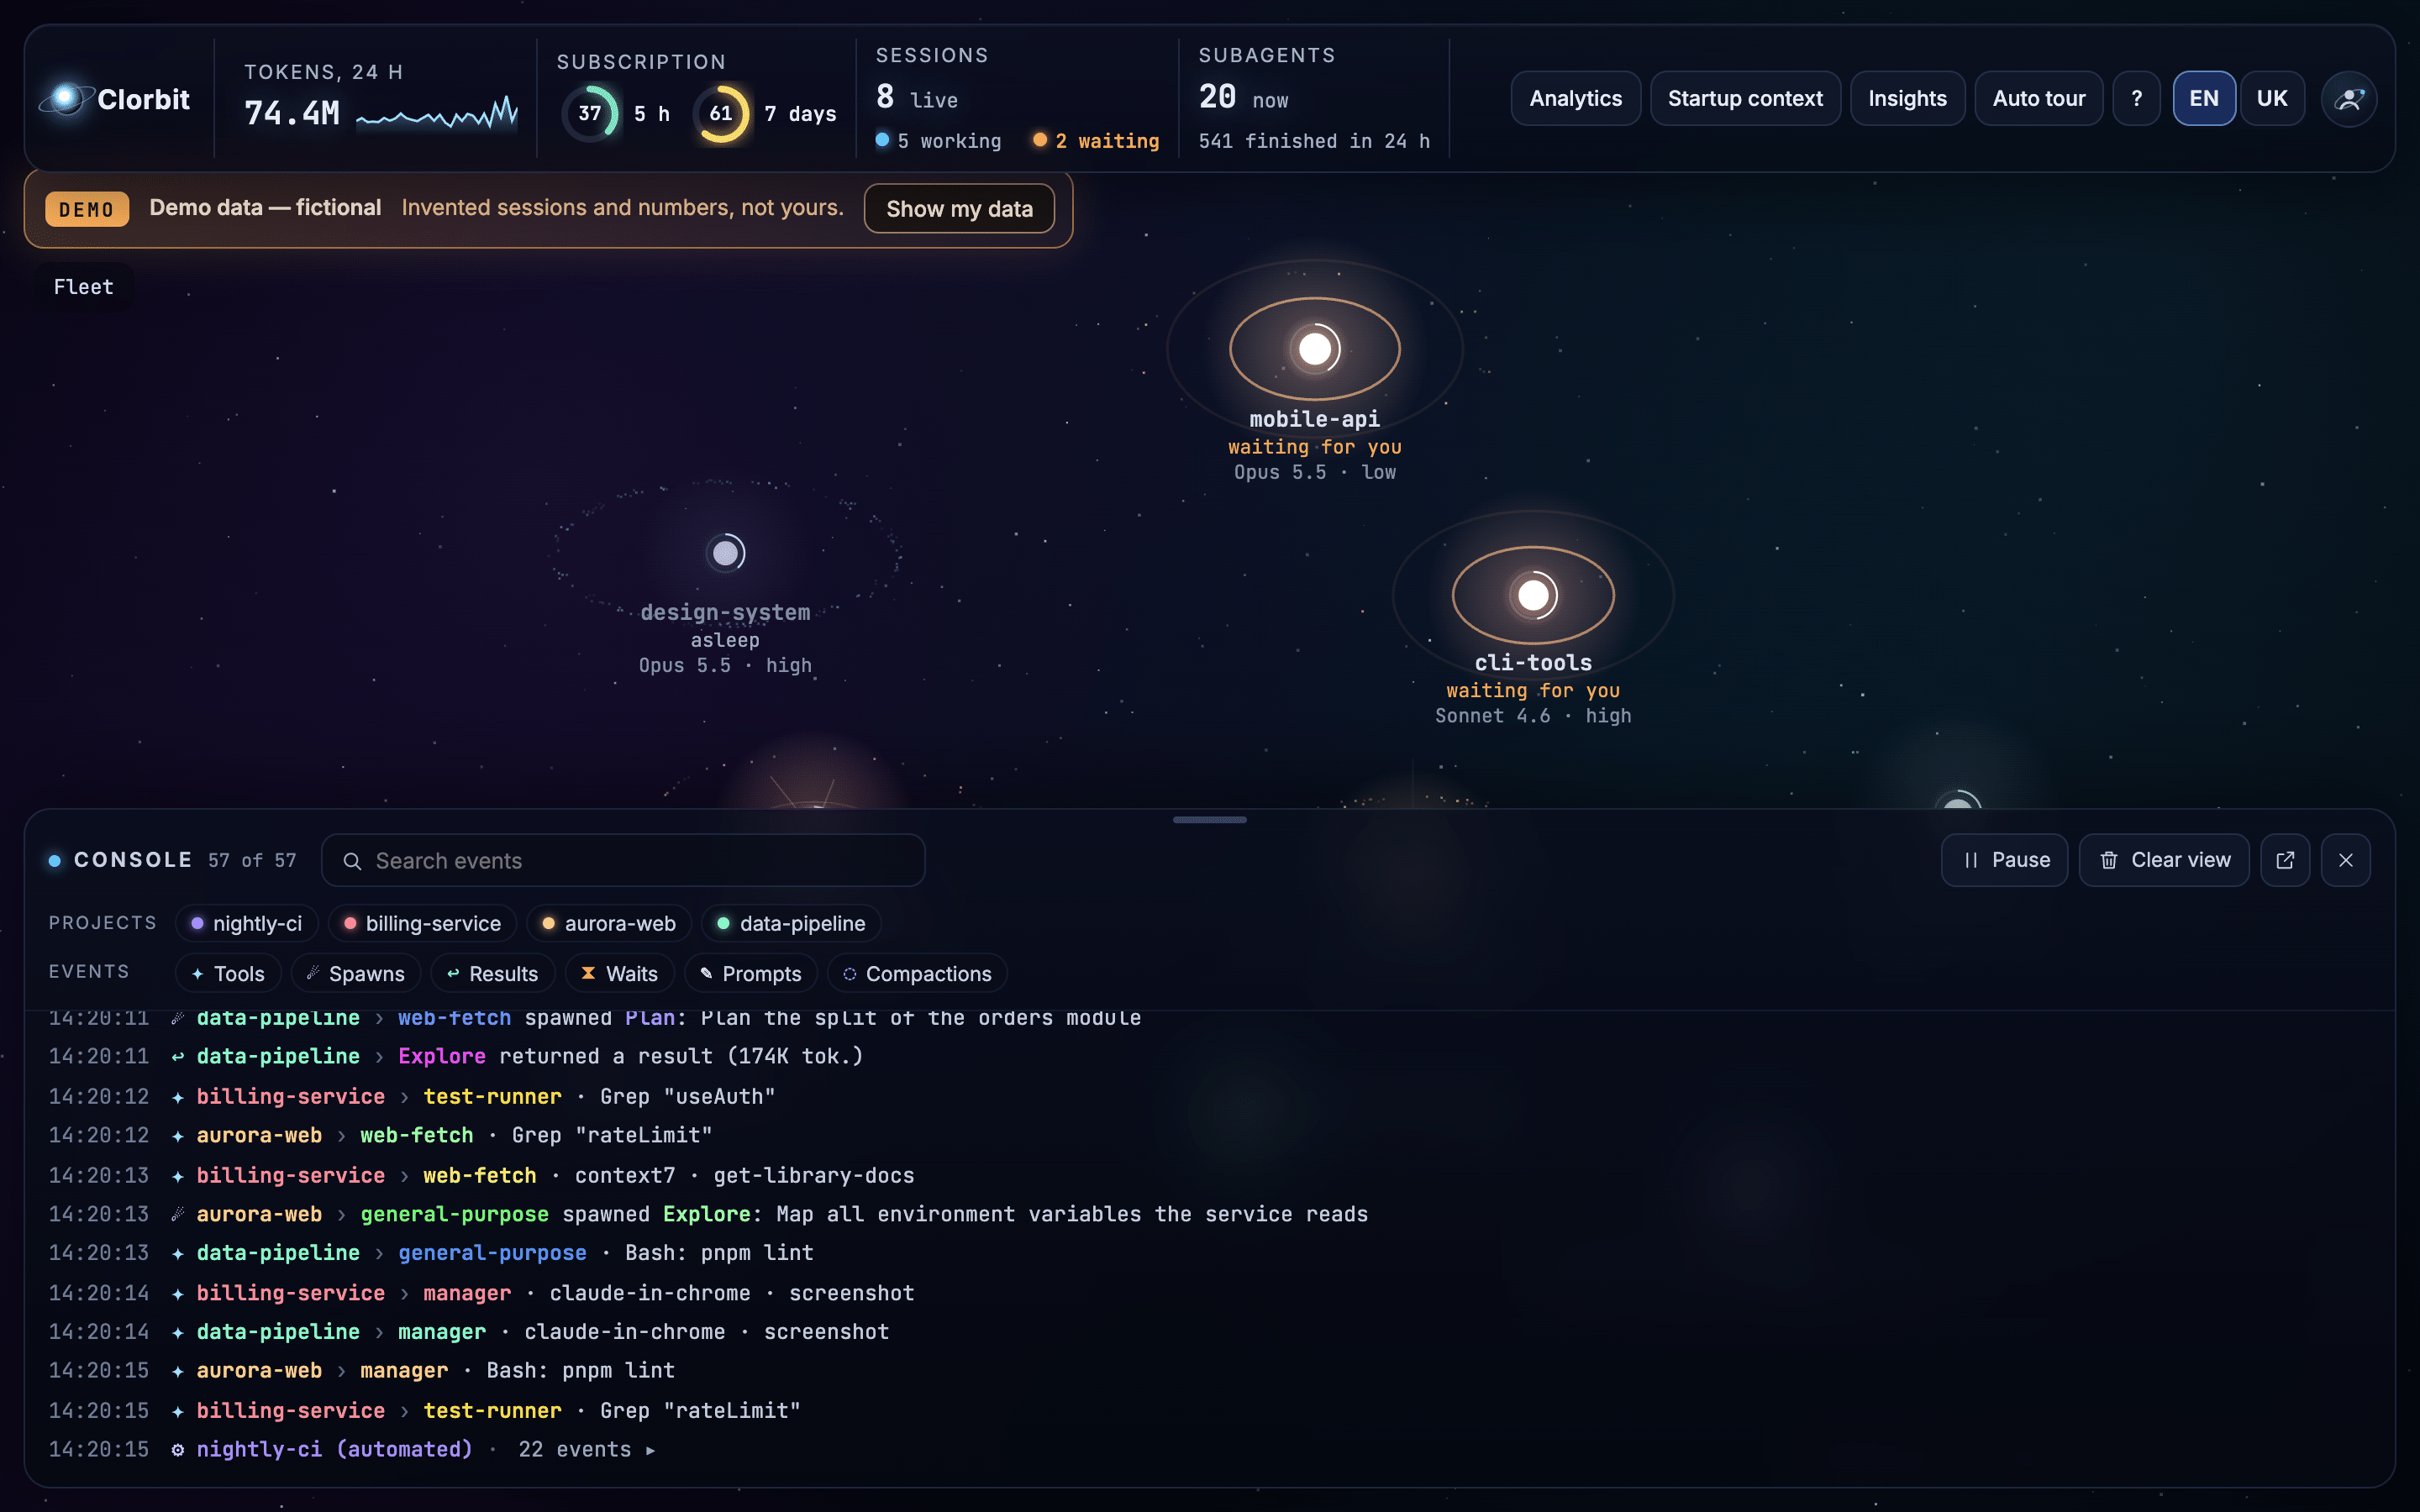 Clorbit
TOKENS, 24 H
74.4M
SUBSCRIPTION
37 5 h 61 7 days
SESSIONS
8 live
5 working 2 waiting
SUBAGENTS
20 now
541 finished in 24 h
Analytics Startup context Insights Auto tour ? EN UK
DEMO Demo data — fictional Invented sessions and numbers, not yours. Show my data
Fleet
mobile-api
waiting for you
Opus 5.5 · low
design-system
asleep
Opus 5.5 · high
cli-tools
waiting for you
Sonnet 4.6 · high
CONSOLE 57 of 57 Search events Pause Clear view
PROJECTS nightly-ci billing-service aurora-web data-pipeline
EVENTS Tools Spawns Results Waits Prompts Compactions
14:20:11 data-pipeline › web-fetch spawned Plan: Plan the split of the orders module
14:20:11 data-pipeline › Explore returned a result (174K tok.)
14:20:12 billing-service › test-runner · Grep "useAuth"
14:20:12 aurora-web › web-fetch · Grep "rateLimit"
14:20:13 billing-service › web-fetch · context7 · get-library-docs
14:20:13 aurora-web › general-purpose spawned Explore: Map all environment variables the service reads
14:20:13 data-pipeline › general-purpose · Bash: pnpm lint
14:20:14 billing-service › manager · claude-in-chrome · screenshot
14:20:14 data-pipeline › manager · claude-in-chrome · screenshot
14:20:15 aurora-web › manager · Bash: pnpm lint
14:20:15 billing-service › test-runner · Grep "rateLimit"
14:20:15 nightly-ci (automated) · 22 events ▸